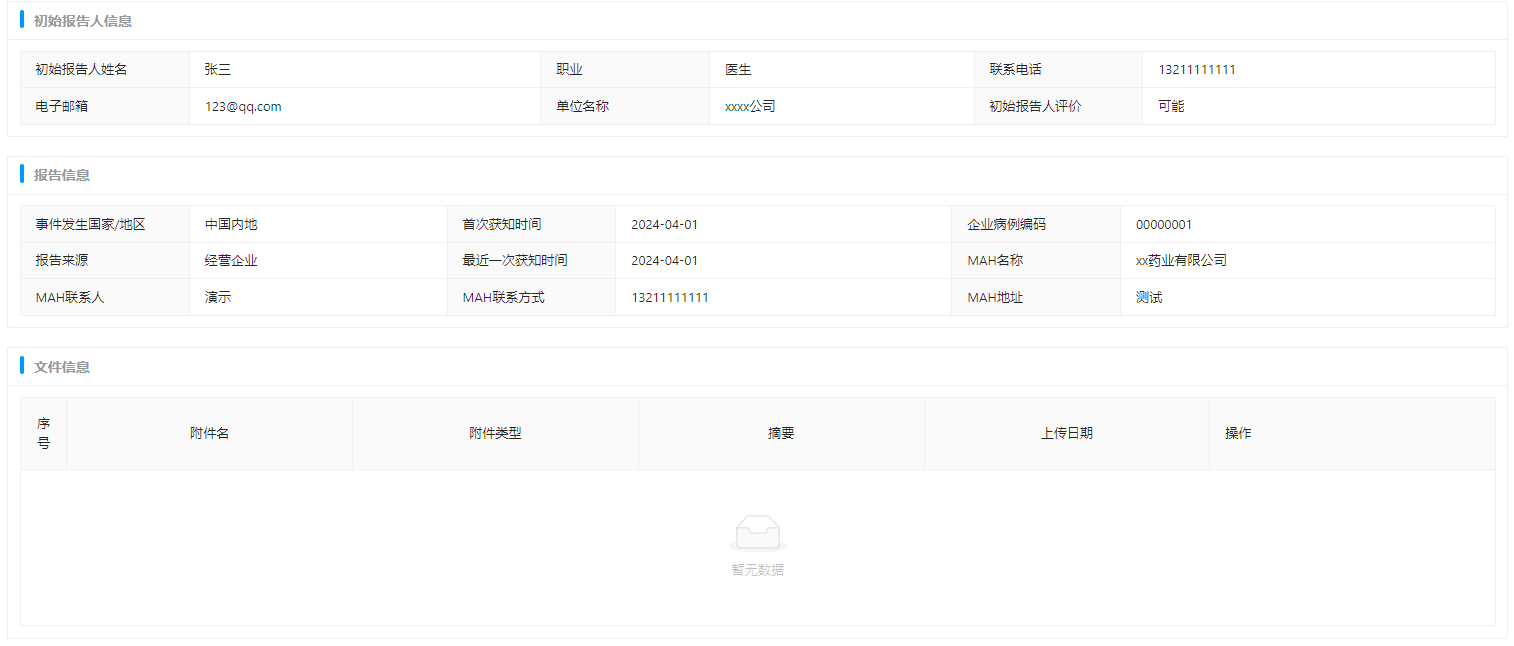 初始报告人信息
初始报告人姓名 张三 职业 医生 联系电话 13211111111
电子邮箱 123@qq.com 单位名称 xxxx公司 初始报告人评价 可能
报告信息
事件发生国家/地区 中国内地 首次获知时间 2024-04-01 企业病例编码 00000001
报告来源 经营企业 最近一次获知时间 2024-04-01 MAH名称 xx药业有限公司
MAH联系人 演示 MAH联系方式 13211111111 MAH地址 测试
文件信息
序号 附件名 附件类型 摘要 上传日期 操作
暂无数据